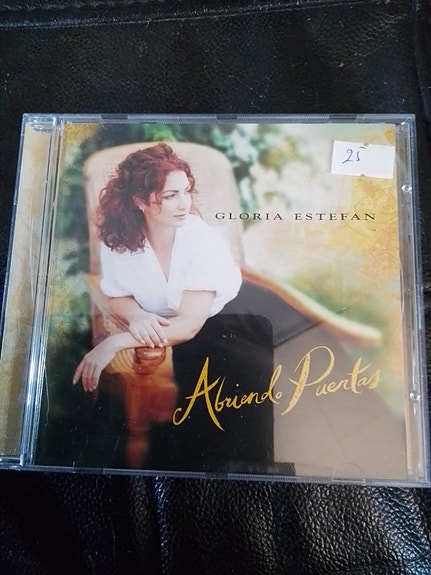 25
GLORIA ESTEFAN
Abriendo Puertas